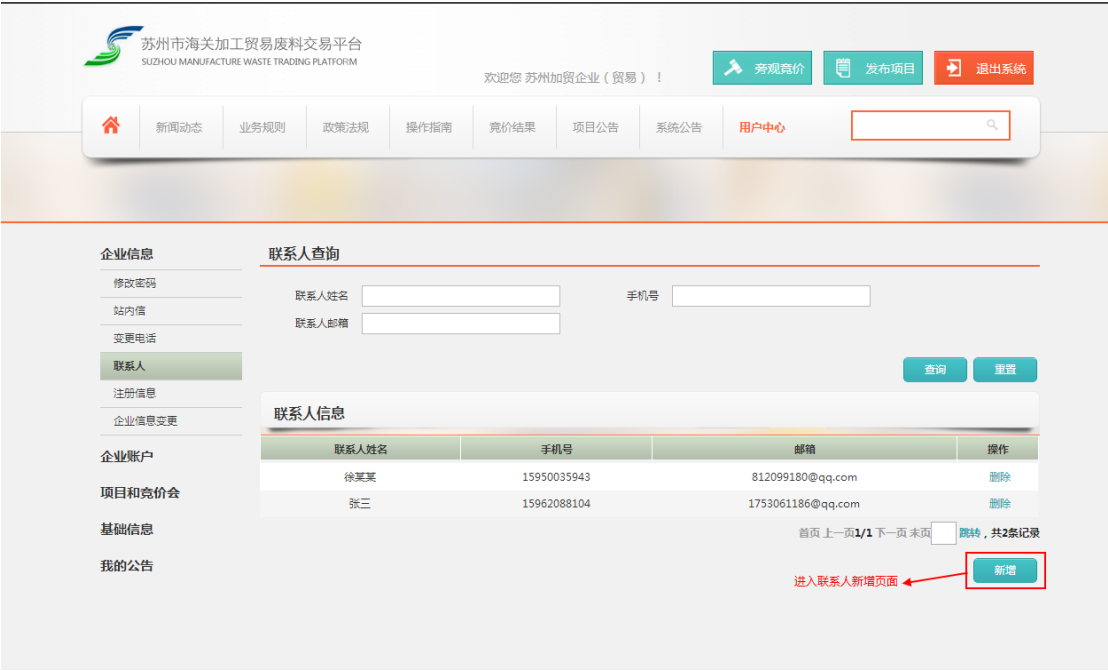 苏州市海关加工贸易废料交易平台
SUZHOU MANUFACTURE WASTE TRADING PLATFORM
欢迎您 苏州加贸企业（贸易）！
旁观竞价
发布项目
退出系统
新闻动态 业务规则 政策法规 操作指南 竞价结果 项目公告 系统公告 用户中心
企业信息
修改密码
站内信
变更电话
联系人
注册信息
企业信息变更
企业账户
项目和竞价会
基础信息
我的公告
联系人查询
联系人姓名 手机号
联系人邮箱
查询 重置
联系人信息
联系人姓名 手机号 邮箱 操作
徐某某 15950035943 812099180@qq.com 删除
张三 15962088104 1753061186@qq.com 删除
首页 上一页1/1 下一页 末页 跳转，共2条记录
新增
进入联系人新增页面